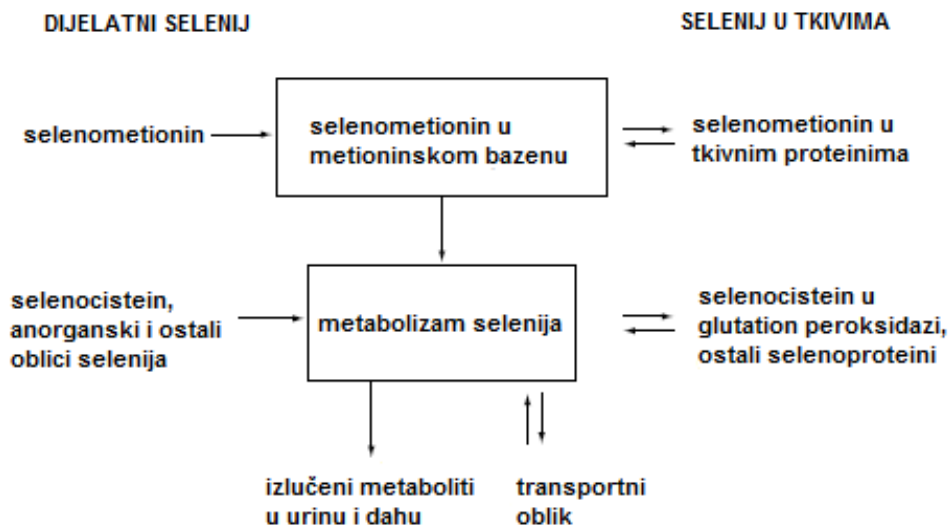 DIJELATNI SELENIJ
SELENIJ U TKIVIMA
selenometionin
selenometionin u
metioninskom bazenu
selenometionin u
tkivnim proteinima
selenocistein,
anorganski i ostali
oblici selenija
metabolizam selenija
selenocistein u
glutation peroksidazi,
ostali selenoproteini
izlučeni metaboliti
u urinu i dahu
transportni
oblik